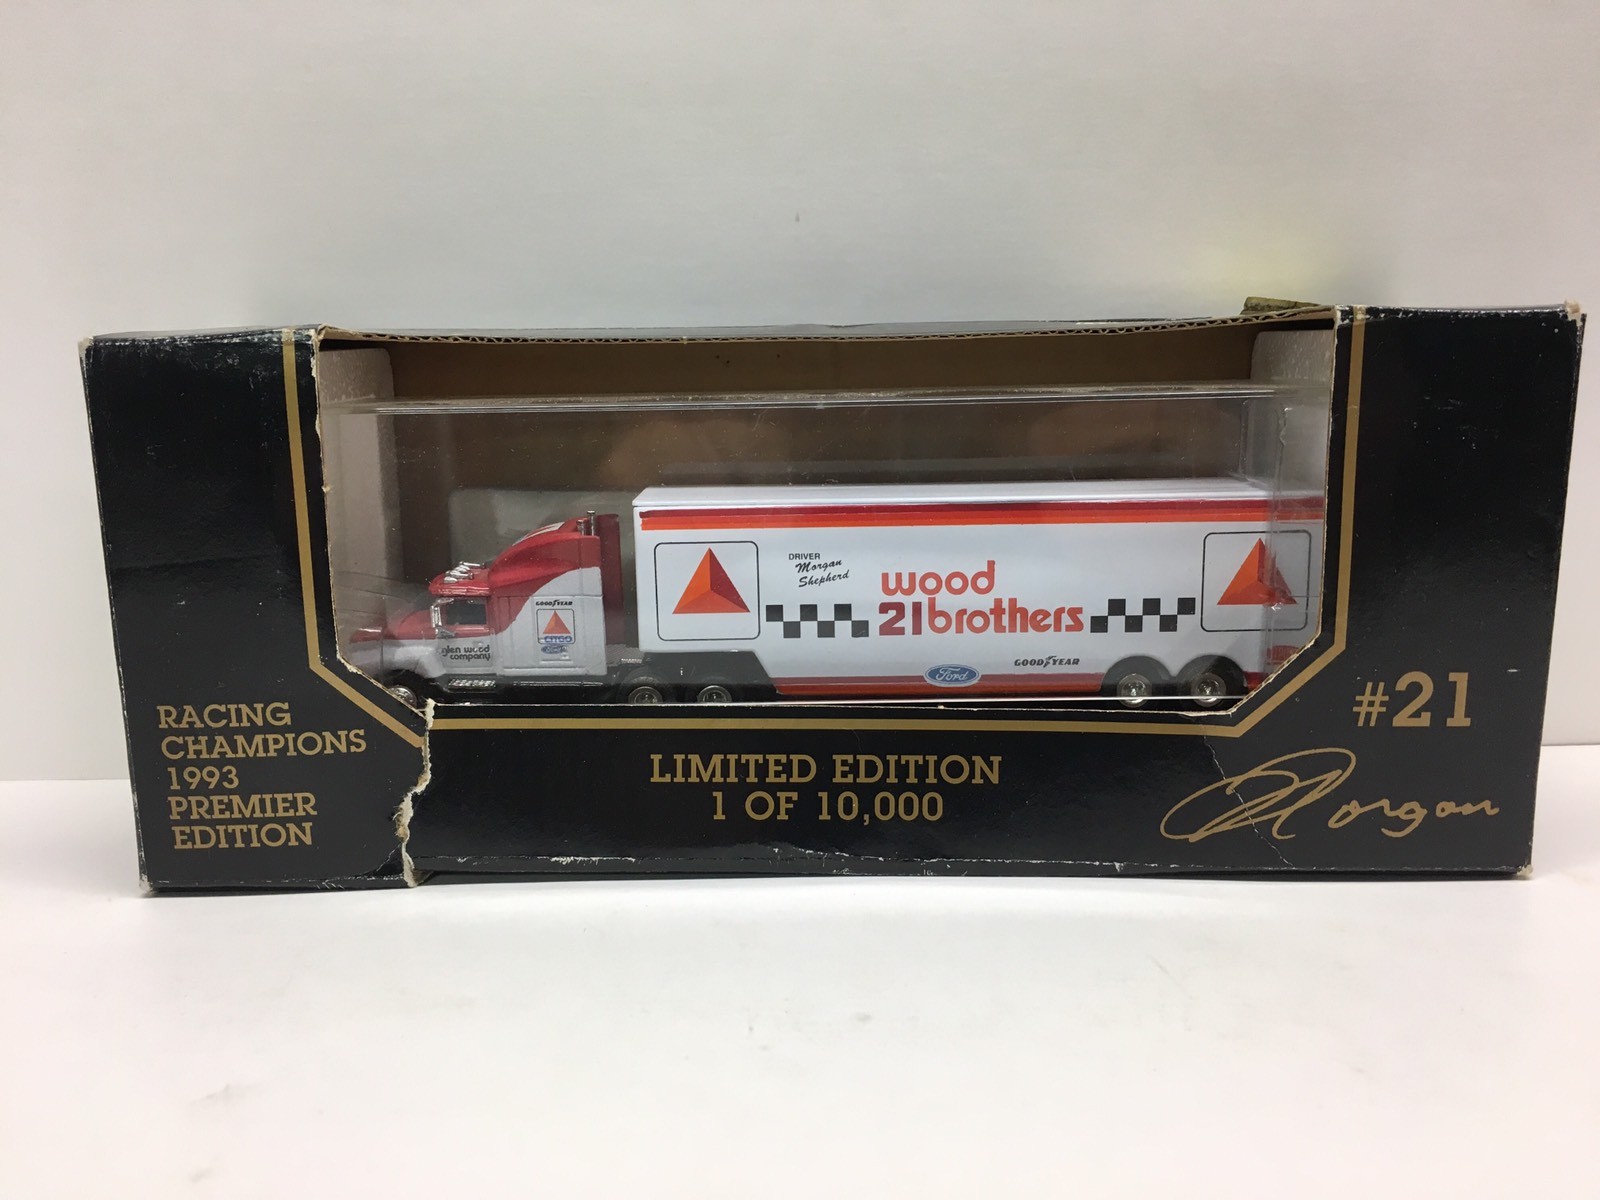 DRIVER
Morgan
Shepherd
wood
21 brothers
GOODYEAR
CITGO
Ford
glen wood
company
Ford
GOODYEAR
#21
RACING
CHAMPIONS
1993
PREMIER
EDITION
LIMITED EDITION
1 OF 10,000
Morgan